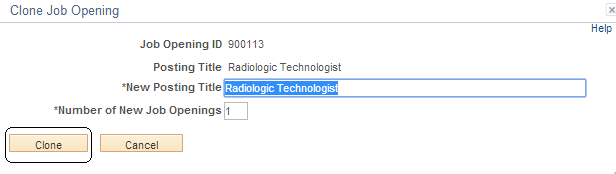 Clone Job Opening
Help
Job Opening ID 900113
Posting Title Radiologic Technologist
*New Posting Title Radiologic Technologist
*Number of New Job Openings 1
Clone Cancel